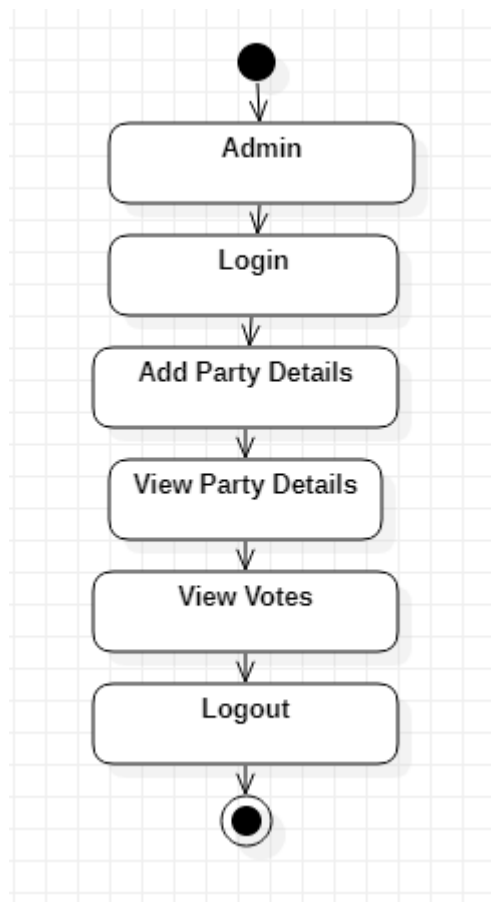 Admin
Login
Add Party Details
View Party Details
View Votes
Logout